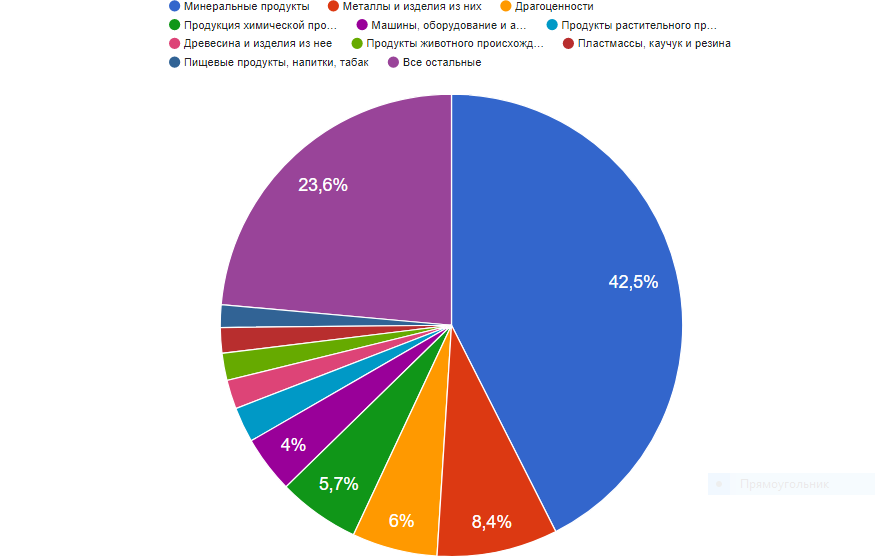 Минеральные продукты Металлы и изделия из них Драгоценности
Продукция химической про... Машины, оборудование и а... Продукты растительного пр...
Древесина и изделия из нее Продукты животного происхожд... Пластмассы, каучук и резина
Пищевые продукты, напитки, табак Все остальные
23,6%
42,5%
4%
5,7%
6%
8,4%
Прямоугольник